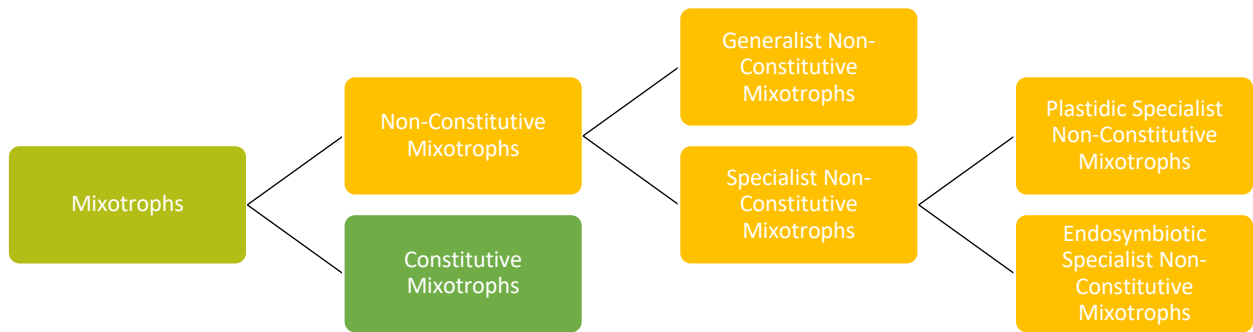 Mixotrophs
Non-Constitutive
Mixotrophs
Constitutive
Mixotrophs
Generalist Non-
Constitutive
Mixotrophs
Specialist Non-
Constitutive
Mixotrophs
Plastidic Specialist
Non-Constitutive
Mixotrophs
Endosymbiotic
Specialist Non-
Constitutive
Mixotrophs